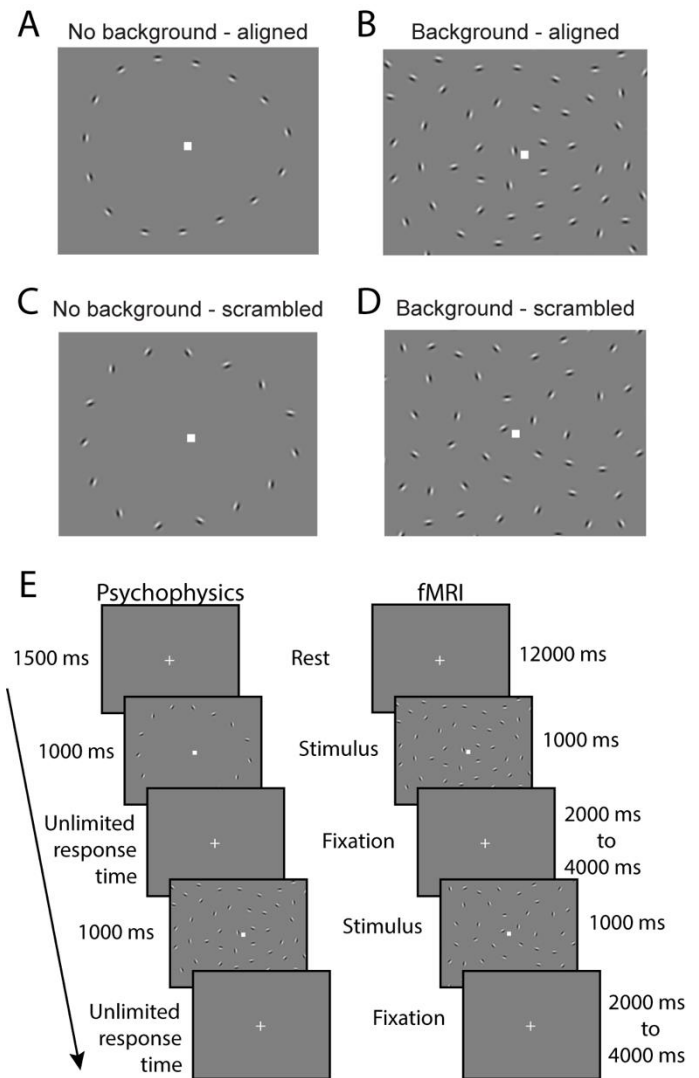 A
No background - aligned
B
Background - aligned
C
No background - scrambled
D
Background - scrambled
E
Psychophysics
fMRI
1500 ms
Rest
12000 ms
1000 ms
Stimulus
1000 ms
Unlimited
response
time
Fixation
2000 ms
to
4000 ms
1000 ms
Stimulus
1000 ms
Unlimited
response
time
Fixation
2000 ms
to
4000 ms